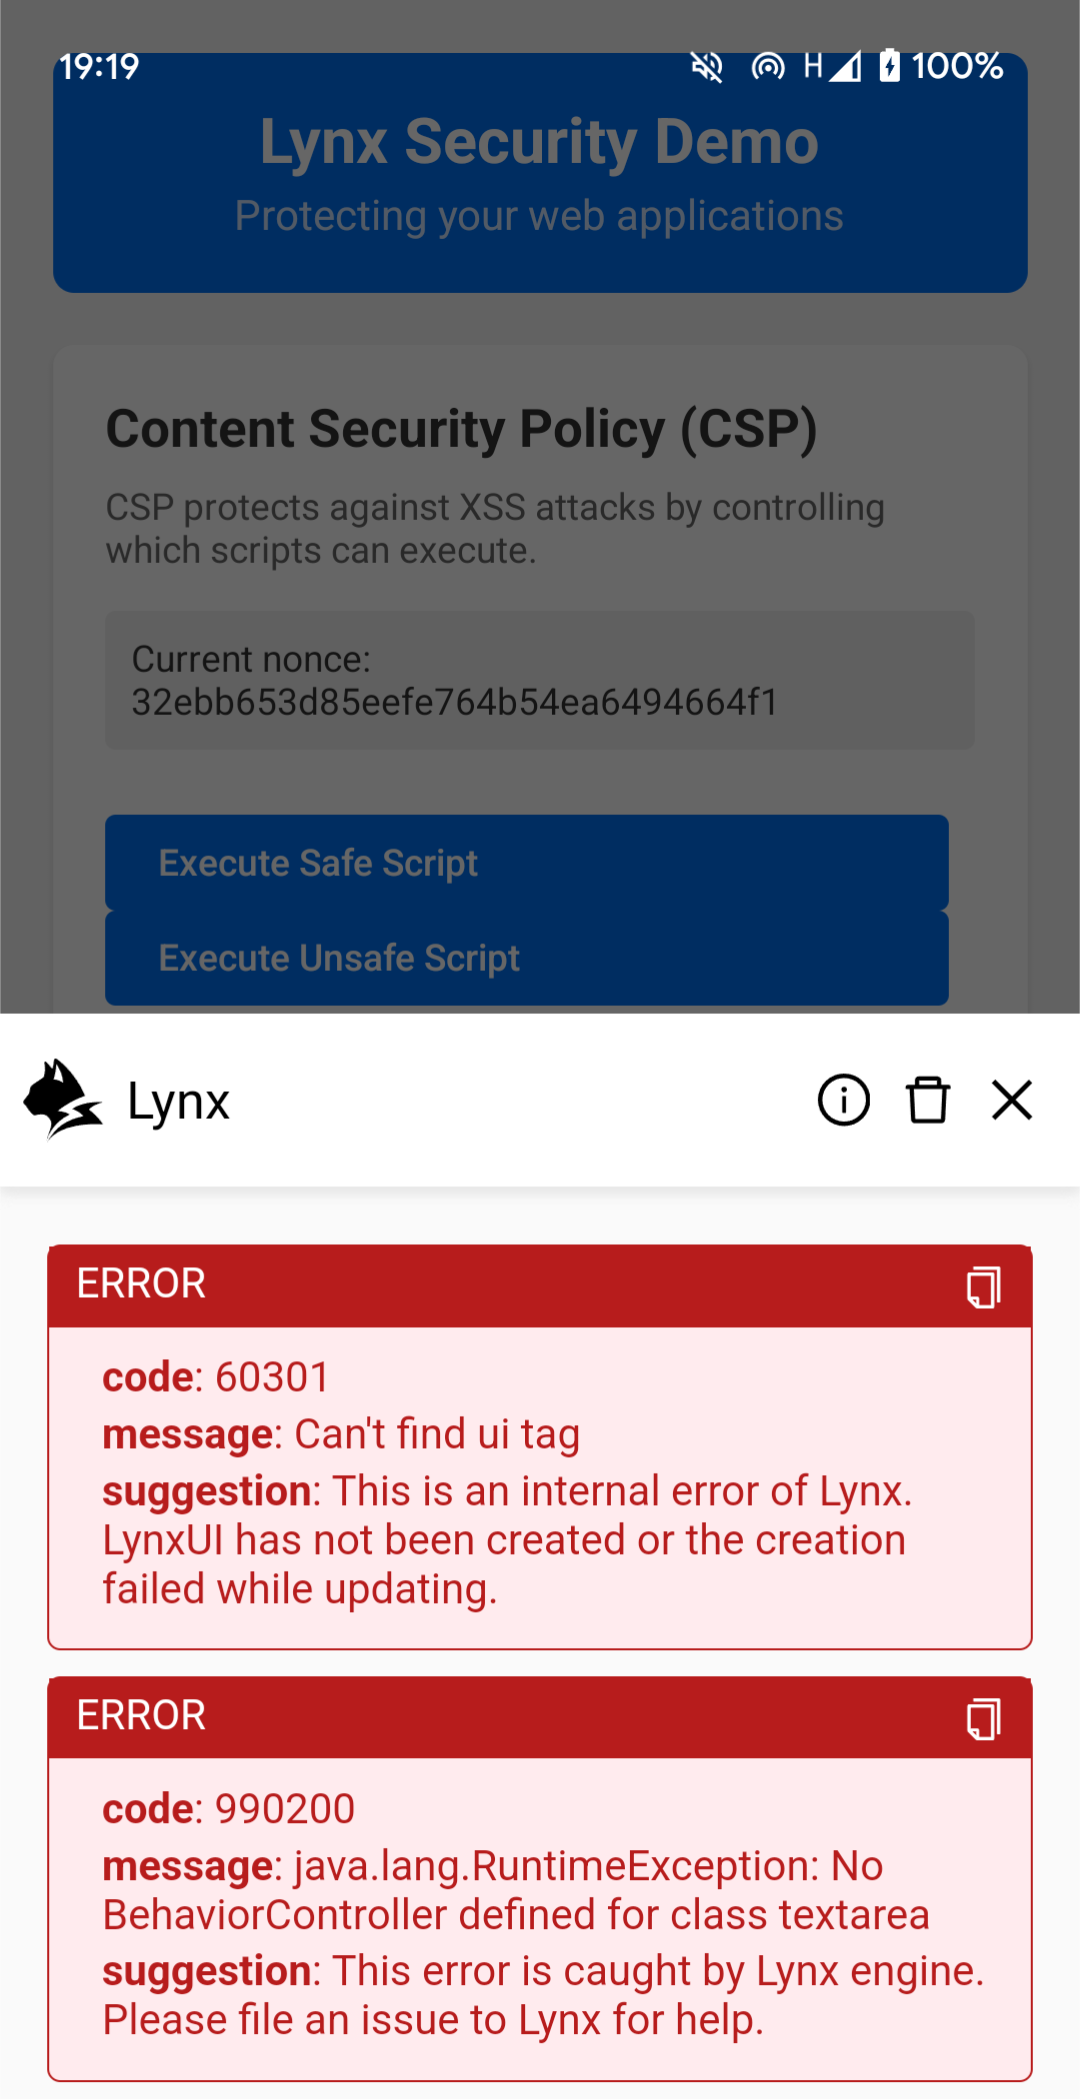 19:19 H 100%
Lynx Security Demo
Protecting your web applications
Content Security Policy (CSP)
CSP protects against XSS attacks by controlling
which scripts can execute.
Current nonce:
32ebb653d85eefe764b54ea6494664f1
Execute Safe Script
Execute Unsafe Script
Lynx
ERROR
code: 60301
message: Can't find ui tag
suggestion: This is an internal error of Lynx.
LynxUI has not been created or the creation
failed while updating.
ERROR
code: 990200
message: java.lang.RuntimeException: No
BehaviorController defined for class textarea
suggestion: This error is caught by Lynx engine.
Please file an issue to Lynx for help.